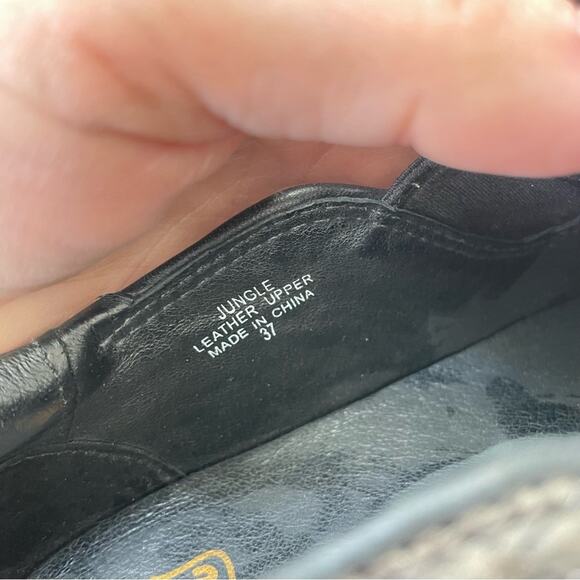 JUNGLE
LEATHER UPPER
MADE IN CHINA
37